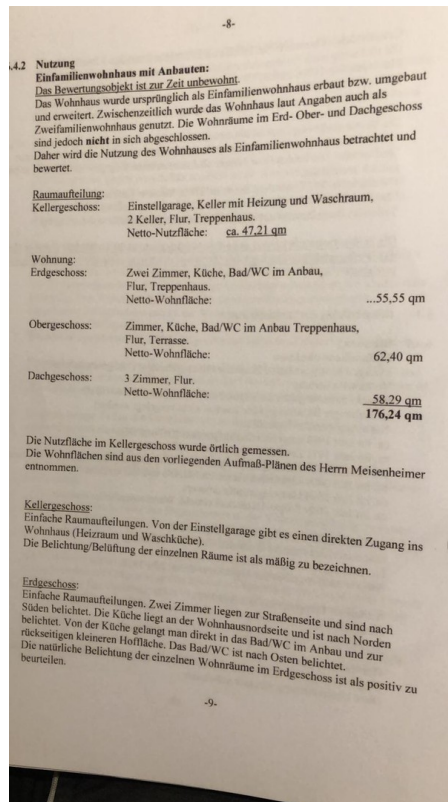 -8-
.4.2 Nutzung
Einfamilienwohnhaus mit Anbauten:
Das Bewertungsobjekt ist zur Zeit unbewohnt.
Das Wohnhaus wurde ursprünglich als Einfamilienwohnhaus erbaut bzw. umgebaut
und erweitert. Zwischenzeitlich wurde das Wohnhaus laut Angaben auch als
Zweifamilienwohnhaus genutzt. Die Wohnräume im Erd- Ober- und Dachgeschoss
sind jedoch nicht in sich abgeschlossen.
Daher wird die Nutzung des Wohnhauses als Einfamilienwohnhaus betrachtet und
bewertet.
Raumaufteilung:
Kellergeschoss: Einstellgarage, Keller mit Heizung und Waschraum,
2 Keller, Flur, Treppenhaus.
Netto-Nutzfläche: ca. 47,21 qm
Wohnung:
Erdgeschoss: Zwei Zimmer, Küche, Bad/WC im Anbau,
Flur, Treppenhaus.
Netto-Wohnfläche: ...55,55 qm
Obergeschoss: Zimmer, Küche, Bad/WC im Anbau Treppenhaus,
Flur, Terrasse.
Netto-Wohnfläche: 62,40 qm
Dachgeschoss: 3 Zimmer, Flur.
Netto-Wohnfläche: 58,29 qm
176,24 qm
Die Nutzfläche im Kellergeschoss wurde örtlich gemessen.
Die Wohnflächen sind aus den vorliegenden Aufmaß-Plänen des Herrn Meisenheimer
entnommen.
Kellergeschoss:
Einfache Raumaufteilungen. Von der Einstellgarage gibt es einen direkten Zugang ins
Wohnhaus (Heizraum und Waschküche).
Die Belichtung/Belüftung der einzelnen Räume ist als mäßig zu bezeichnen.
Erdgeschoss:
Einfache Raumaufteilungen. Zwei Zimmer liegen zur Straßenseite und sind nach
Süden belichtet. Die Küche liegt an der Wohnhausnordseite und ist nach Norden
belichtet. Von der Küche gelangt man direkt in das Bad/WC im Anbau und zur
rückseitigen kleineren Hoffläche. Das Bad/WC ist nach Osten belichtet.
Die natürliche Belichtung der einzelnen Wohnräume im Erdgeschoss ist als positiv zu
beurteilen.
-9-